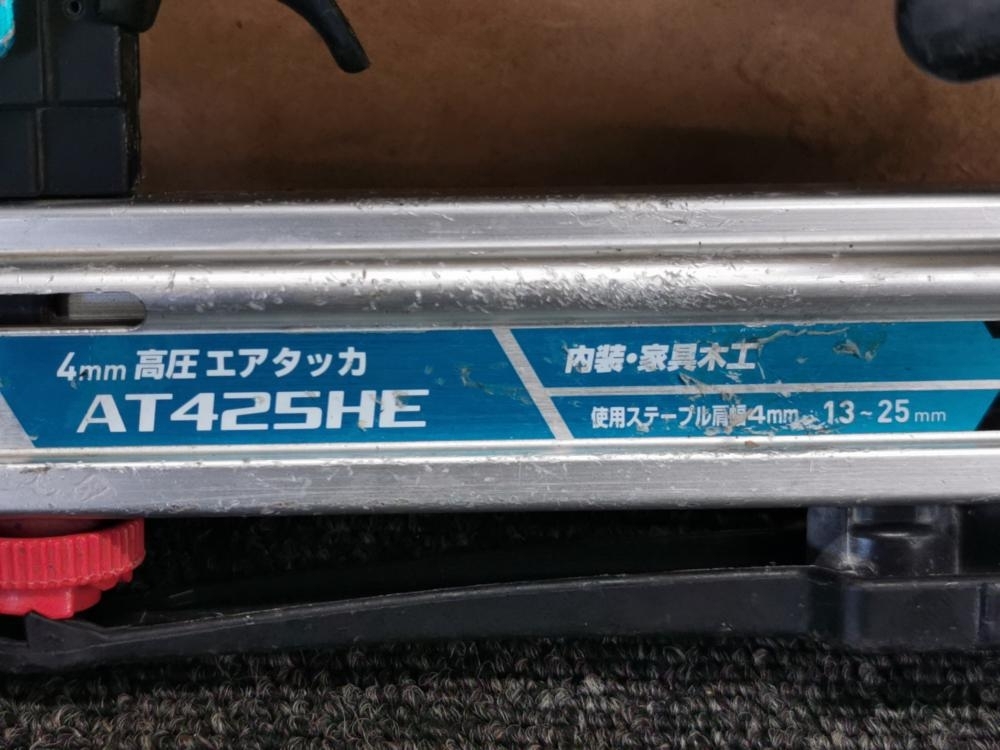 4mm 高圧 エアタッカ
AT425HE
内装・家具木工
使用ステープル肩幅4mm 13~25mm